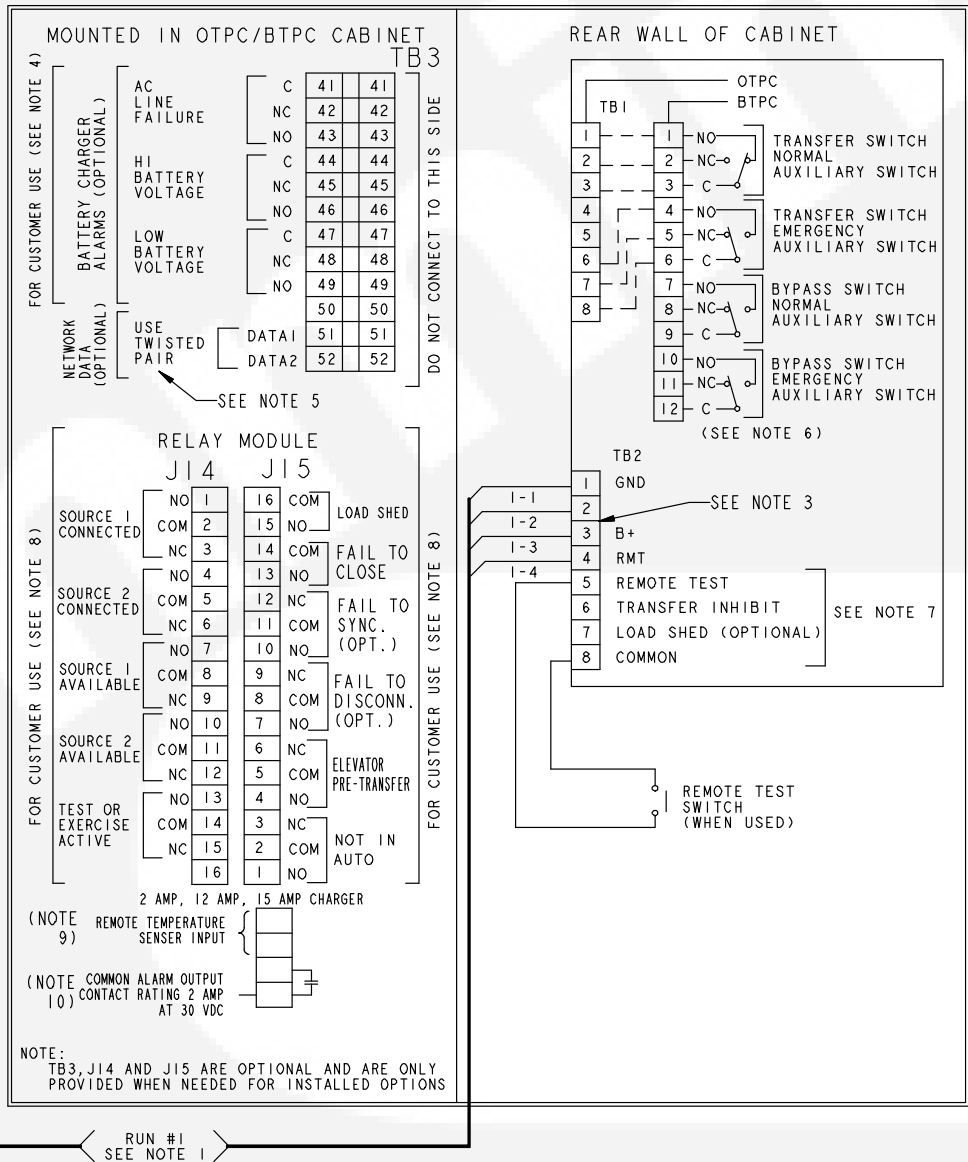 MOUNTED IN OTPC/BTPC CABINET
TB3
FOR CUSTOMER USE (SEE NOTE 4)
BATTERY CHARGER
ALARMS (OPTIONAL)
AC
LINE
FAILURE
C 41 41
NC 42 42
NO 43 43
HI
BATTERY
VOLTAGE
C 44 44
NC 45 45
NO 46 46
LOW
BATTERY
VOLTAGE
C 47 47
NC 48 48
NO 49 49
50 50
NETWORK
DATA
(OPTIONAL)
USE
TWISTED
PAIR
DATA1 51 51
DATA2 52 52
DO NOT CONNECT TO THIS SIDE
SEE NOTE 5
RELAY MODULE
J14 J15
FOR CUSTOMER USE (SEE NOTE 8)
SOURCE 1
CONNECTED
NO 1
COM 2
NC 3
SOURCE 2
CONNECTED
NO 4
COM 5
NC 6
SOURCE 1
AVAILABLE
NO 7
COM 8
NC 9
SOURCE 2
AVAILABLE
NO 10
COM 11
NC 12
TEST OR
EXERCISE
ACTIVE
NO 13
COM 14
NC 15
16
16 COM
15 NO
LOAD SHED
14 COM
13 NO
FAIL TO
CLOSE
12 NC
11 COM
10 NO
FAIL TO
SYNC.
(OPT.)
9 NC
8 COM
7 NO
FAIL TO
DISCONN.
(OPT.)
6 NC
5 COM
4 NO
ELEVATOR
PRE-TRANSFER
3 NC
2 COM
1 NO
NOT IN
AUTO
FOR CUSTOMER USE (SEE NOTE 8)
2 AMP, 12 AMP, 15 AMP CHARGER
(NOTE
9)
REMOTE TEMPERATURE
SENSER INPUT
(NOTE
10)
COMMON ALARM OUTPUT
CONTACT RATING 2 AMP
AT 30 VDC
NOTE:
TB3,J14 AND J15 ARE OPTIONAL AND ARE ONLY
PROVIDED WHEN NEEDED FOR INSTALLED OPTIONS
RUN #1
SEE NOTE 1
REAR WALL OF CABINET
OTPC
BTPC
TB1
1
2
3
4
5
6
7
8
1 NO
2 NC
3 C
TRANSFER SWITCH
NORMAL
AUXILIARY SWITCH
4 NO
5 NC
6 C
TRANSFER SWITCH
EMERGENCY
AUXILIARY SWITCH
7 NO
8 NC
9 C
BYPASS SWITCH
NORMAL
AUXILIARY SWITCH
10 NO
11 NC
12 C
BYPASS SWITCH
EMERGENCY
AUXILIARY SWITCH
(SEE NOTE 6)
TB2
1-1 1 GND
1-2 2
SEE NOTE 3
1-3 3 B+
1-4 4 RMT
5 REMOTE TEST
6 TRANSFER INHIBIT
7 LOAD SHED (OPTIONAL)
8 COMMON
SEE NOTE 7
REMOTE TEST
SWITCH
(WHEN USED)